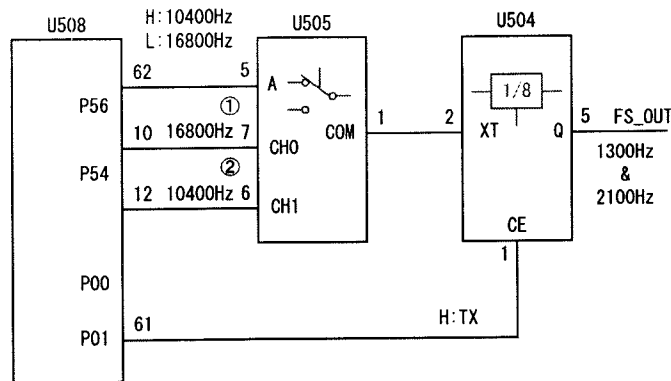 H:10400Hz
L:16800Hz
U508
U505
U504
62
5
A
P56
①
10
16800Hz
7
CH0
COM
1
2
XT
1/8
Q
5
FS_OUT
1300Hz
&
2100Hz
P54
②
12
10400Hz
6
CH1
CE
1
P00
P01
61
H:TX